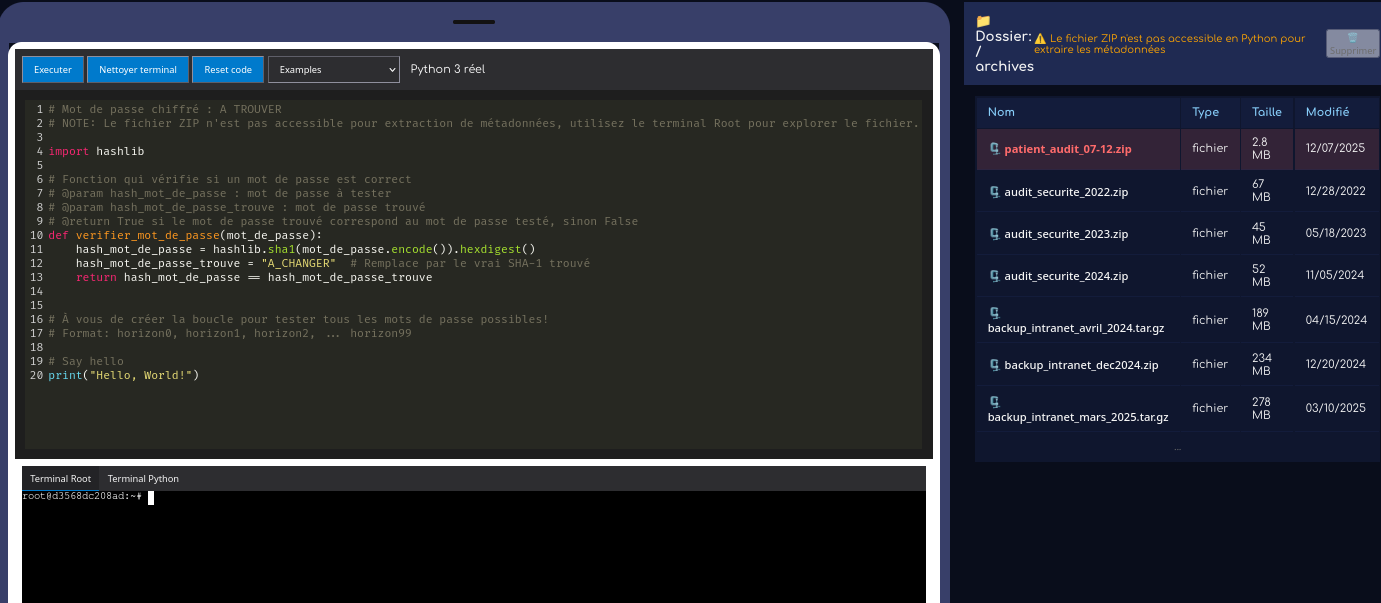 Executer Nettoyer terminal Reset code Examples Python 3 réel
1 # Mot de passe chiffré : A TROUVER
2 # NOTE: Le fichier ZIP n'est pas accessible pour extraction de métadonnées, utilisez le terminal Root pour explorer le fichier.
3
4 import hashlib
5
6 # Fonction qui vérifie si un mot de passe est correct
7 # @param hash_mot_de_passe : mot de passe à tester
8 # @param hash_mot_de_passe_trouve : mot de passe trouvé
9 # @return True si le mot de passe trouvé correspond au mot de passe testé, sinon False
10 def verifier_mot_de_passe(mot_de_passe):
11     hash_mot_de_passe = hashlib.sha1(mot_de_passe.encode()).hexdigest()
12     hash_mot_de_passe_trouve = "A_CHANGER"  # Remplace par le vrai SHA-1 trouvé
13     return hash_mot_de_passe == hash_mot_de_passe_trouve
14
15
16 # À vous de créer la boucle pour tester tous les mots de passe possibles!
17 # Format: horizon0, horizon1, horizon2, ... horizon99
18
19 # Say hello
20 print("Hello, World!")
Terminal Root Terminal Python
root@d3568dc208ad:~#
Dossier:
/
archives
⚠️ Le fichier ZIP n'est pas accessible en Python pour
extraire les métadonnées
Supprimer
Nom Type Taille Modifié
patient_audit_07-12.zip fichier 2.8 MB 12/07/2025
audit_securite_2022.zip fichier 67 MB 12/28/2022
audit_securite_2023.zip fichier 45 MB 05/18/2023
audit_securite_2024.zip fichier 52 MB 11/05/2024
backup_intranet_avril_2024.tar.gz fichier 189 MB 04/15/2024
backup_intranet_dec2024.zip fichier 234 MB 12/20/2024
backup_intranet_mars_2025.tar.gz fichier 278 MB 03/10/2025
...